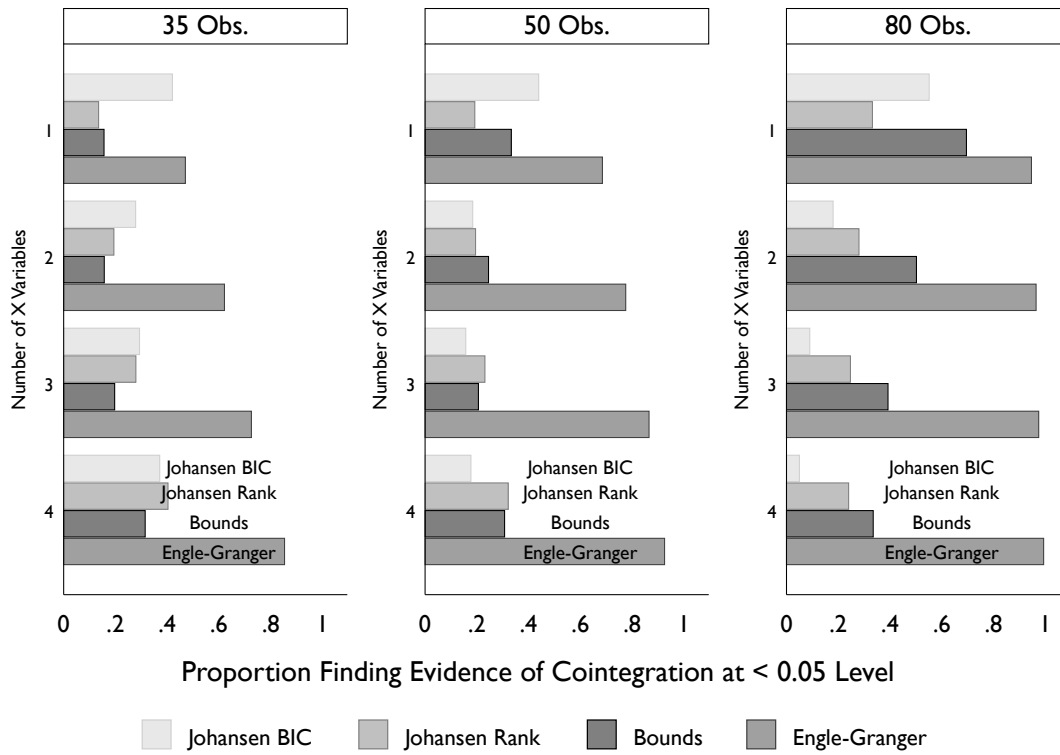 35 Obs.
50 Obs.
80 Obs.
Number of X Variables
1
2
3
4
Johansen BIC
Johansen Rank
Bounds
Engle-Granger
0 .2 .4 .6 .8 1
Number of X Variables
1
2
3
4
Johansen BIC
Johansen Rank
Bounds
Engle-Granger
0 .2 .4 .6 .8 1
Number of X Variables
1
2
3
4
Johansen BIC
Johansen Rank
Bounds
Engle-Granger
0 .2 .4 .6 .8 1
Proportion Finding Evidence of Cointegration at < 0.05 Level
Johansen BIC Johansen Rank Bounds Engle-Granger